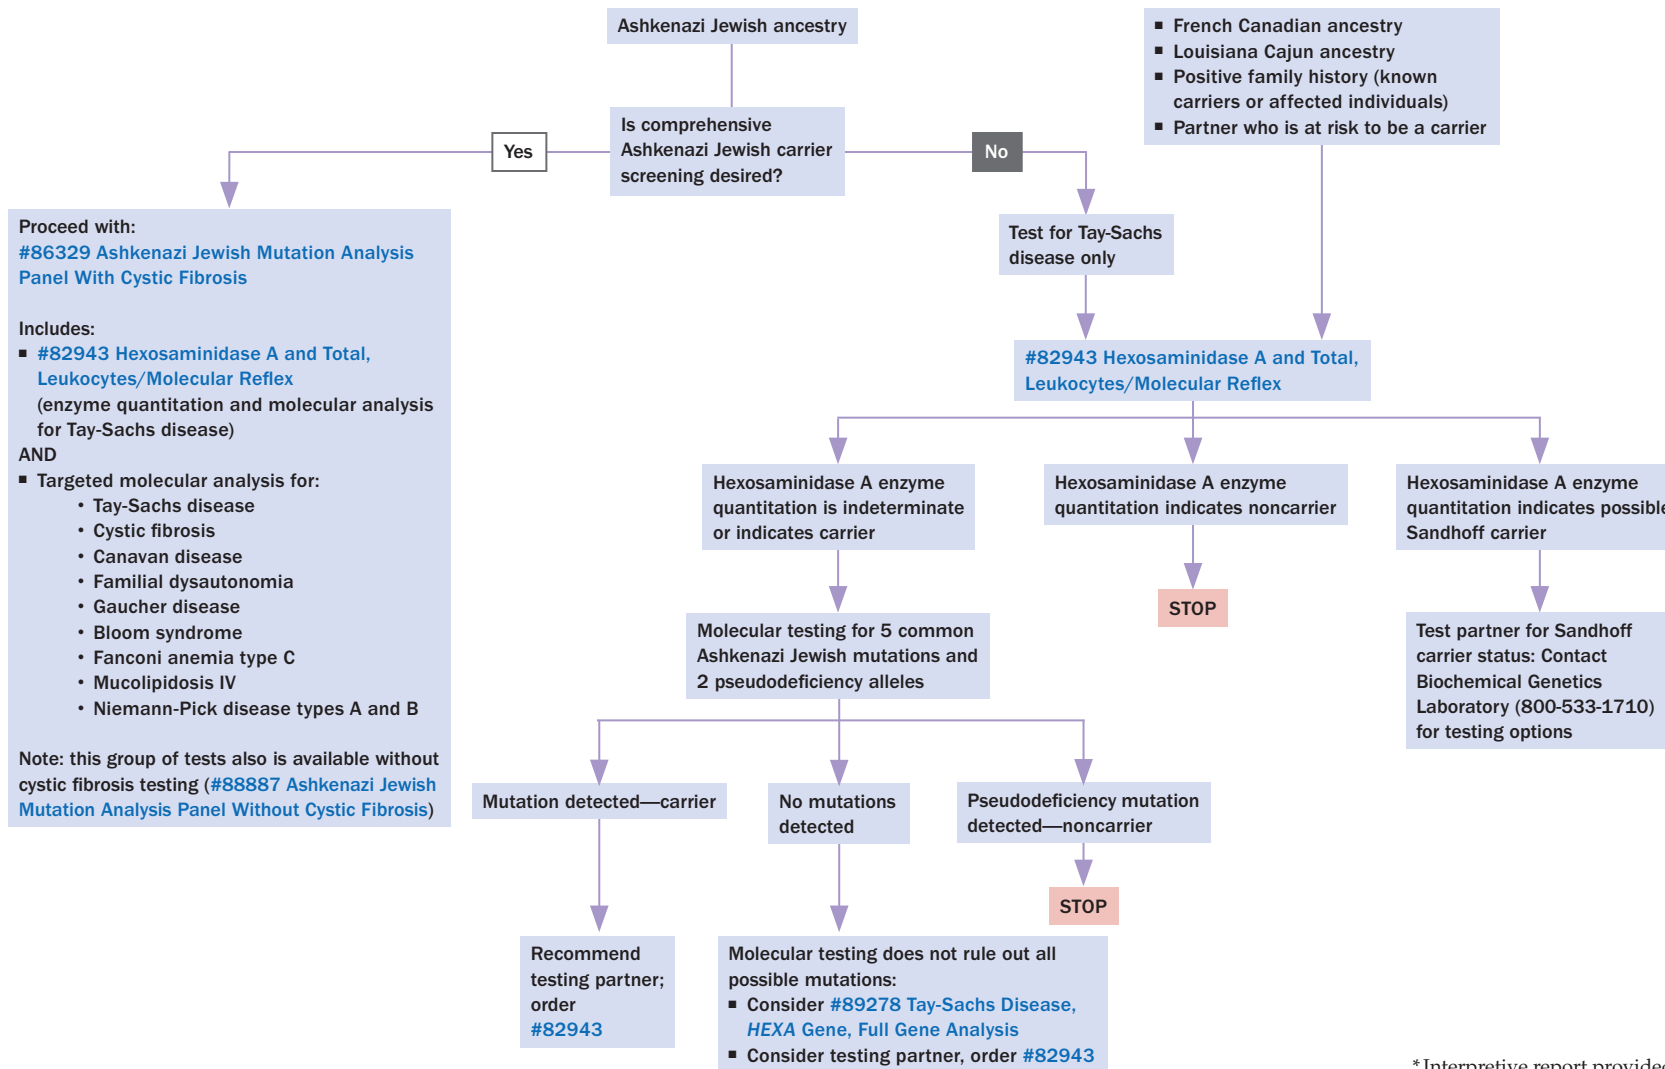 Ashkenazi Jewish ancestry
▪ French Canadian ancestry
▪ Louisiana Cajun ancestry
▪ Positive family history (known
carriers or affected individuals)
▪ Partner who is at risk to be a carrier
Is comprehensive
Ashkenazi Jewish carrier
screening desired?
Yes
No
Proceed with:
#86329 Ashkenazi Jewish Mutation Analysis
Panel With Cystic Fibrosis
Includes:
▪ #82943 Hexosaminidase A and Total,
Leukocytes/Molecular Reflex
(enzyme quantitation and molecular analysis
for Tay-Sachs disease)
AND
▪ Targeted molecular analysis for:
• Tay-Sachs disease
• Cystic fibrosis
• Canavan disease
• Familial dysautonomia
• Gaucher disease
• Bloom syndrome
• Fanconi anemia type C
• Mucolipidosis IV
• Niemann-Pick disease types A and B
Note: this group of tests also is available without
cystic fibrosis testing (#88887 Ashkenazi Jewish
Mutation Analysis Panel Without Cystic Fibrosis)
Test for Tay-Sachs
disease only
#82943 Hexosaminidase A and Total,
Leukocytes/Molecular Reflex
Hexosaminidase A enzyme
quantitation is indeterminate
or indicates carrier
Hexosaminidase A enzyme
quantitation indicates noncarrier
Hexosaminidase A enzyme
quantitation indicates possible
Sandhoff carrier
STOP
Molecular testing for 5 common
Ashkenazi Jewish mutations and
2 pseudodeficiency alleles
Test partner for Sandhoff
carrier status: Contact
Biochemical Genetics
Laboratory (800-533-1710)
for testing options
Mutation detected—carrier
No mutations
detected
Pseudodeficiency mutation
detected—noncarrier
STOP
Recommend
testing partner;
order
#82943
Molecular testing does not rule out all
possible mutations:
▪ Consider #89278 Tay-Sachs Disease,
HEXA Gene, Full Gene Analysis
▪ Consider testing partner, order #82943
*Interpretive report provided